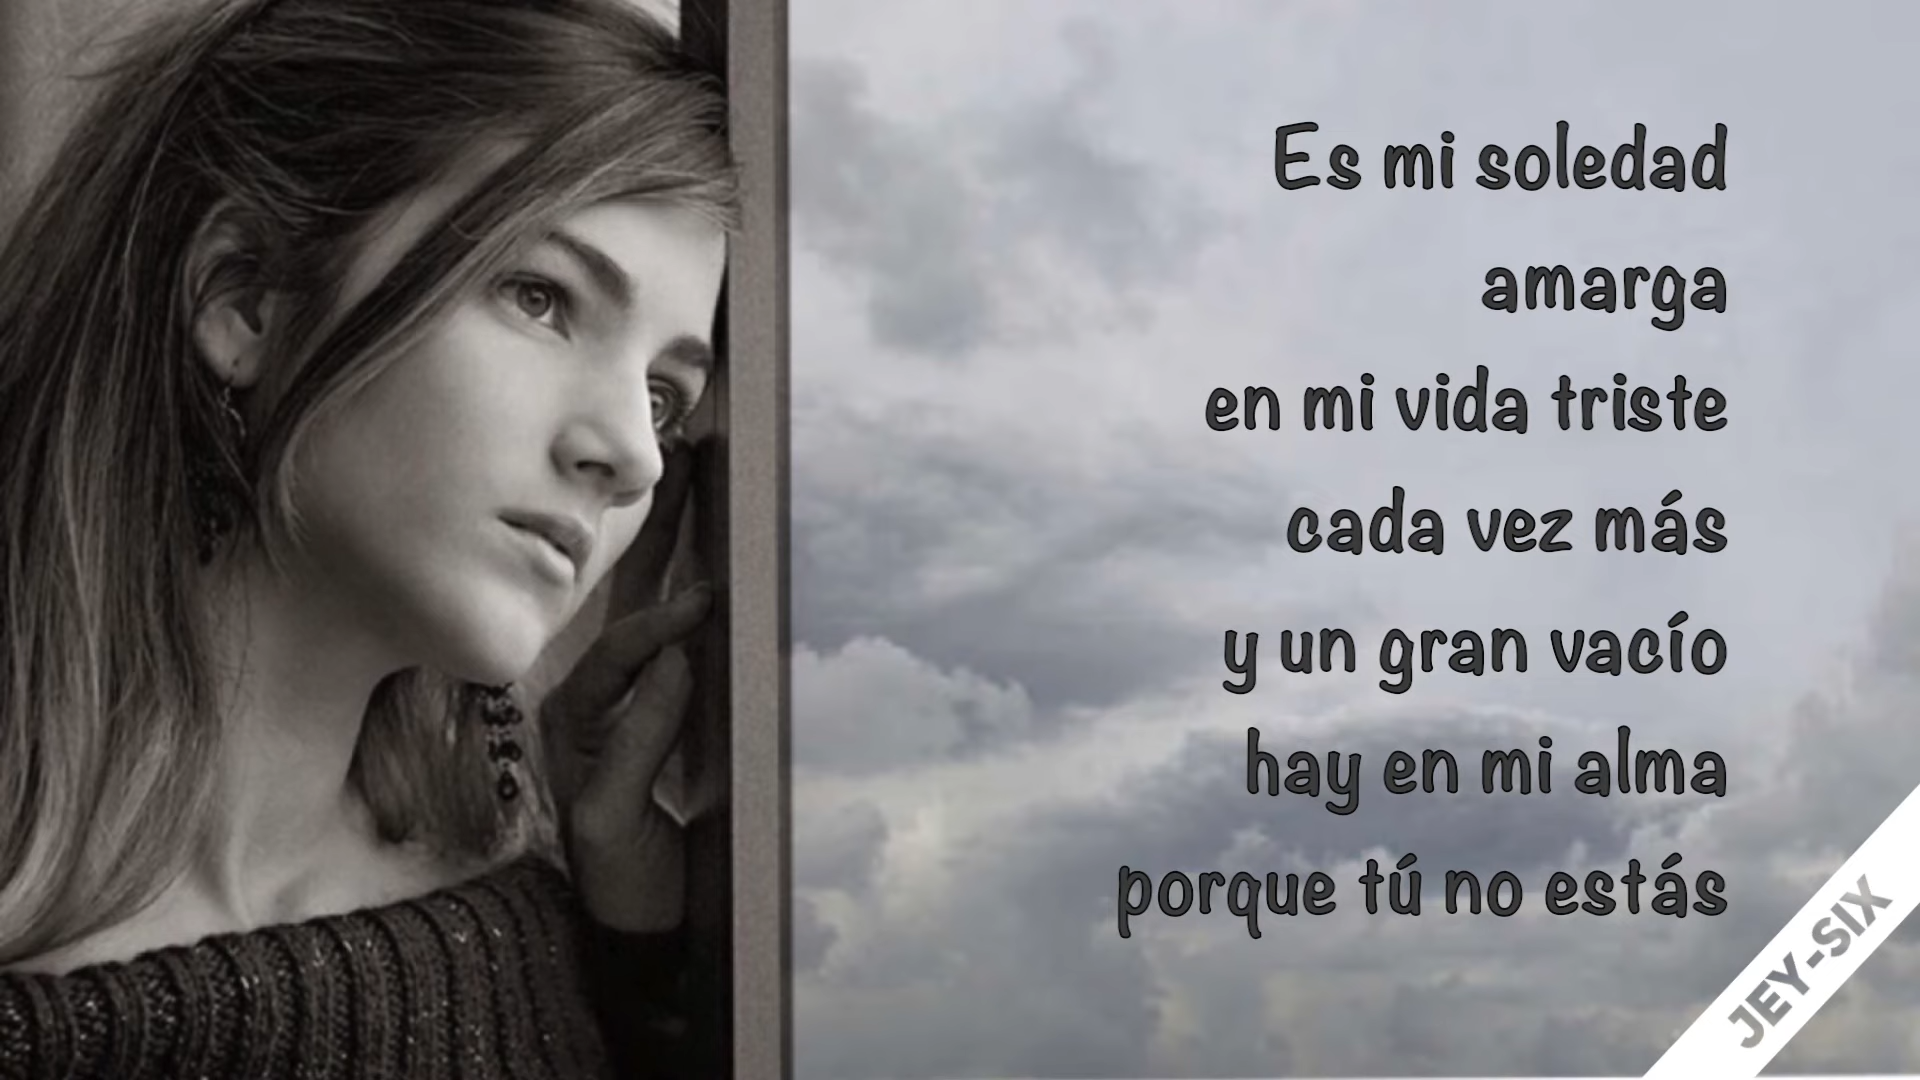 Es mi soledad
amarga
en mi vida triste
cada vez más
y un gran vacío
hay en mi alma
porque tú no estás
JEY-SIX